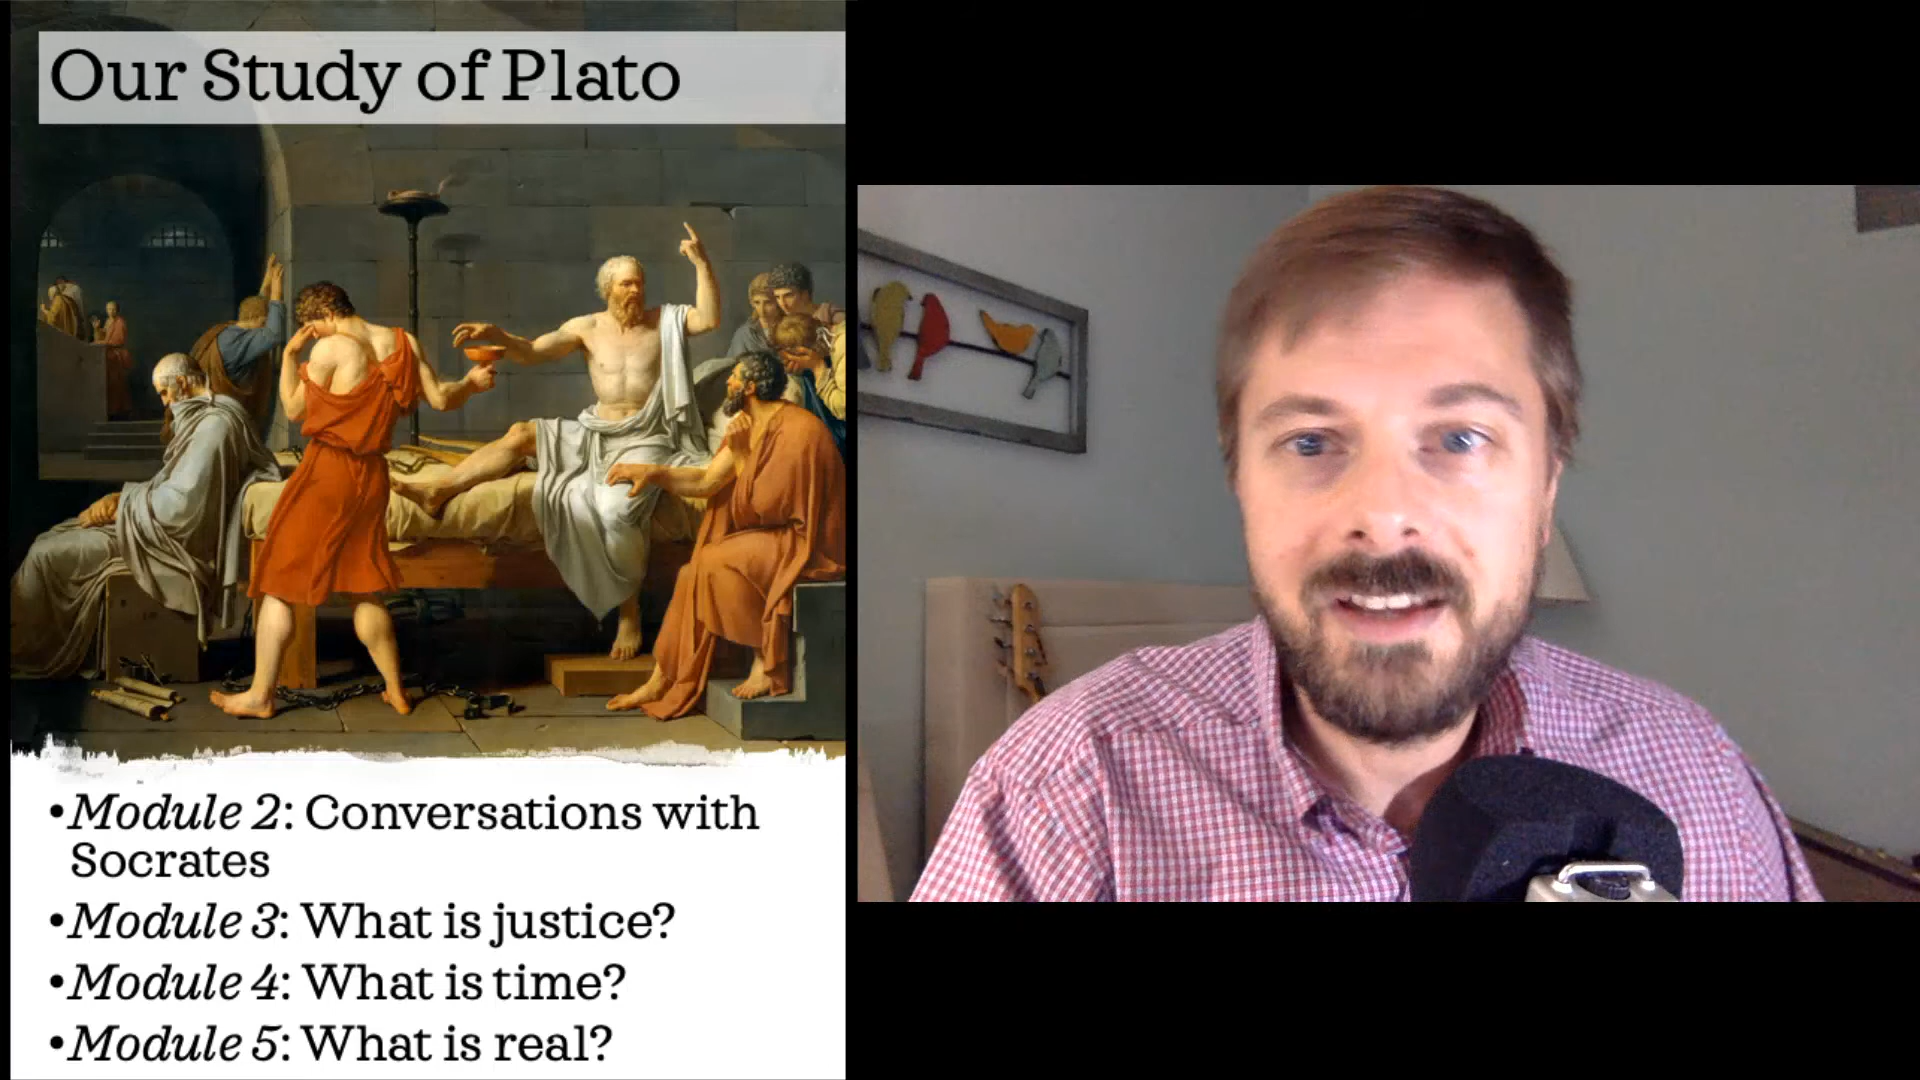 Our Study of Plato
•Module 2: Conversations with
Socrates
•Module 3: What is justice?
•Module 4: What is time?
•Module 5: What is real?